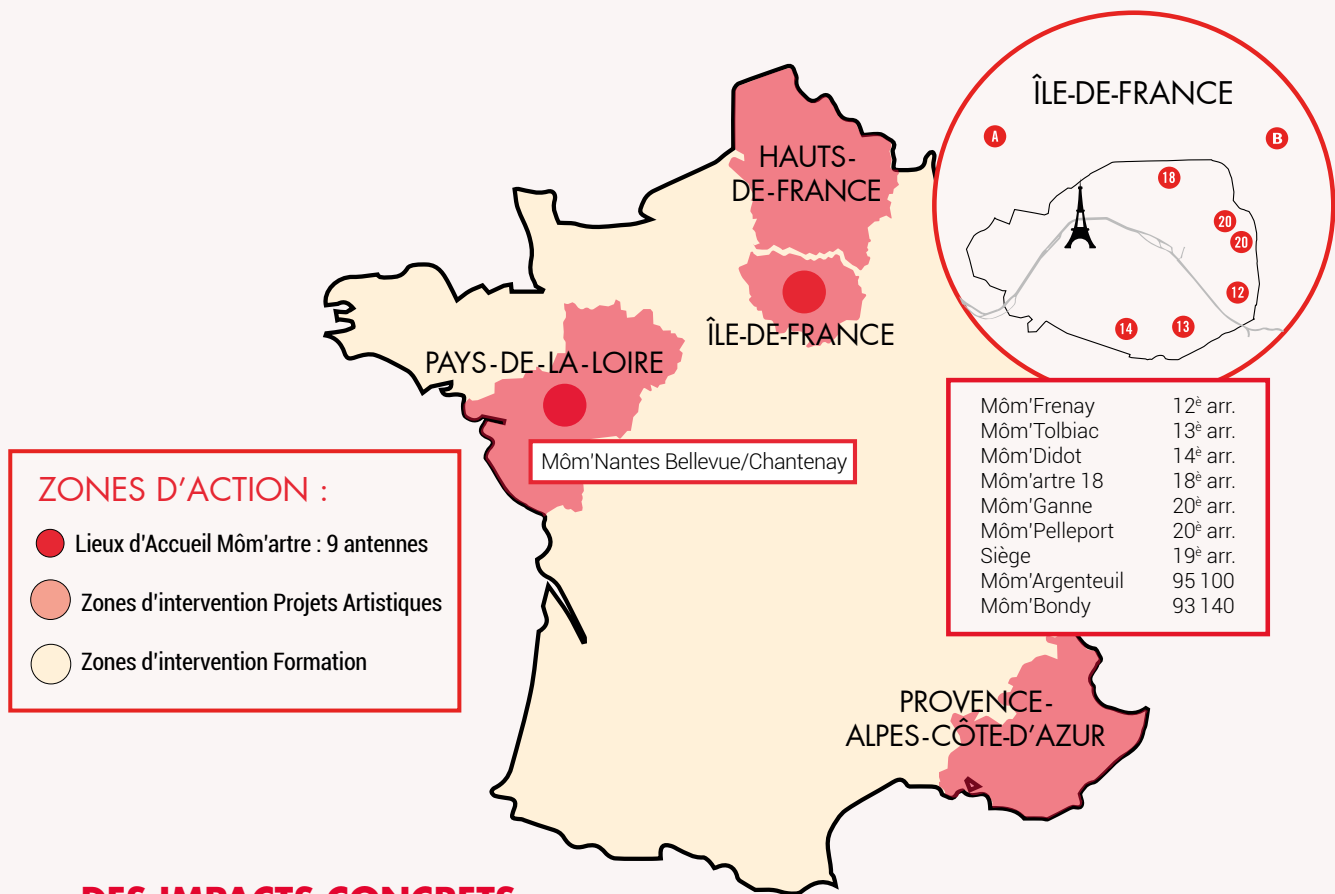 ÎLE-DE-FRANCE
A
B
18
20
20
12
13
14
HAUTS-
DE-FRANCE
ÎLE-DE-FRANCE
PAYS-DE-LA-LOIRE
Môm'Nantes Bellevue/Chantenay
Môm'Frenay 12è arr.
Môm'Tolbiac 13è arr.
Môm'Didot 14è arr.
Môm'artre 18 18è arr.
Môm'Ganne 20è arr.
Môm'Pelleport 20è arr.
Siège 19è arr.
Môm'Argenteuil 95 100
Môm'Bondy 93 140
ZONES D'ACTION :
Lieux d'Accueil Môm'artre : 9 antennes
Zones d'intervention Projets Artistiques
Zones d'intervention Formation
PROVENCE-
ALPES-CÔTE-D'AZUR
DES IMPACTS CONCRETS